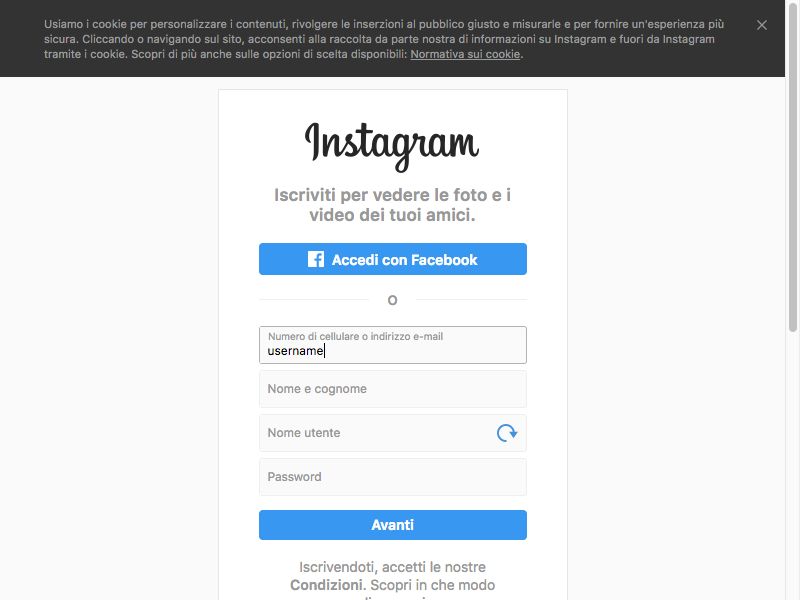 Usiamo i cookie per personalizzare i contenuti, rivolgere le inserzioni al pubblico giusto e misurarle e per fornire un'esperienza più
sicura. Cliccando o navigando sul sito, acconsenti alla raccolta da parte nostra di informazioni su Instagram e fuori da Instagram
tramite i cookie. Scopri di più anche sulle opzioni di scelta disponibili: Normativa sui cookie.
Instagram
Iscriviti per vedere le foto e i
video dei tuoi amici.
Accedi con Facebook
O
Numero di cellulare o indirizzo e-mail
username
Nome e cognome
Nome utente
Password
Avanti
Iscrivendoti, accetti le nostre
Condizioni. Scopri in che modo